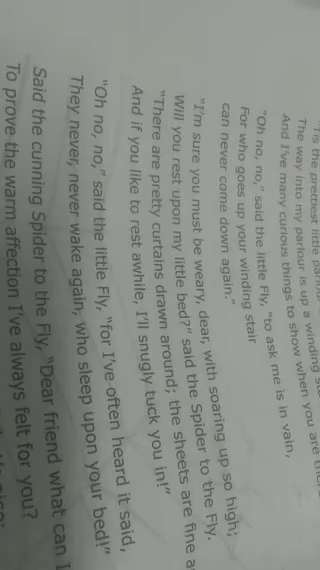 "'Tis the prettiest little parlour
The way into my parlour is up a winding
And I've many curious things to show when you are there
"Oh no, no," said the little Fly, "to ask me is in vain,
For who goes up your winding stair
can never come down again."
"I'm sure you must be weary, dear, with soaring up so high;
Will you rest upon my little bed?" said the Spider to the Fly.
"There are pretty curtains drawn around; the sheets are fine a
And if you like to rest awhile, I'll snugly tuck you in!"
"Oh no, no," said the little Fly, "for I've often heard it said,
They never, never wake again, who sleep upon your bed!"
Said the cunning Spider to the Fly, "Dear friend what can I
To prove the warm affection I've always felt for you?